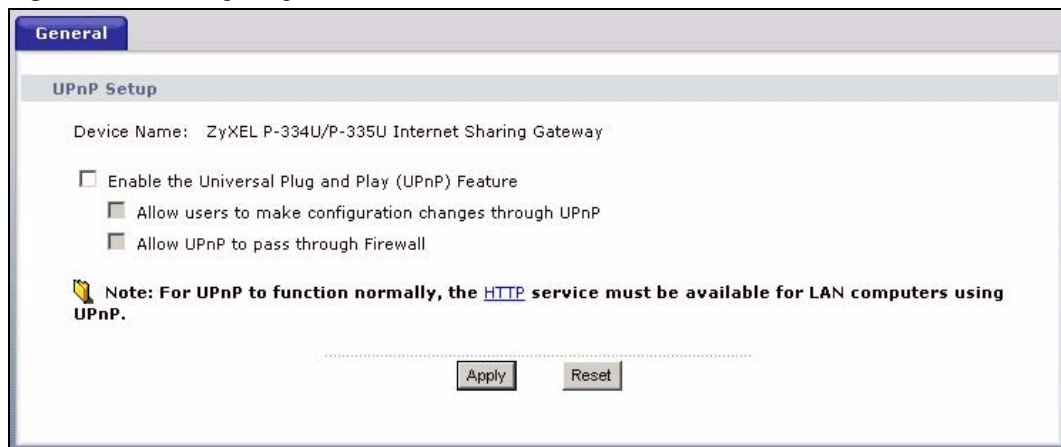 General
UPnP Setup
Device Name: ZyXEL P-334U/P-335U Internet Sharing Gateway
Enable the Universal Plug and Play (UPnP) Feature
Allow users to make configuration changes through UPnP
Allow UPnP to pass through Firewall
Note: For UPnP to function normally, the HTTP service must be available for LAN computers using
UPnP.
Apply Reset